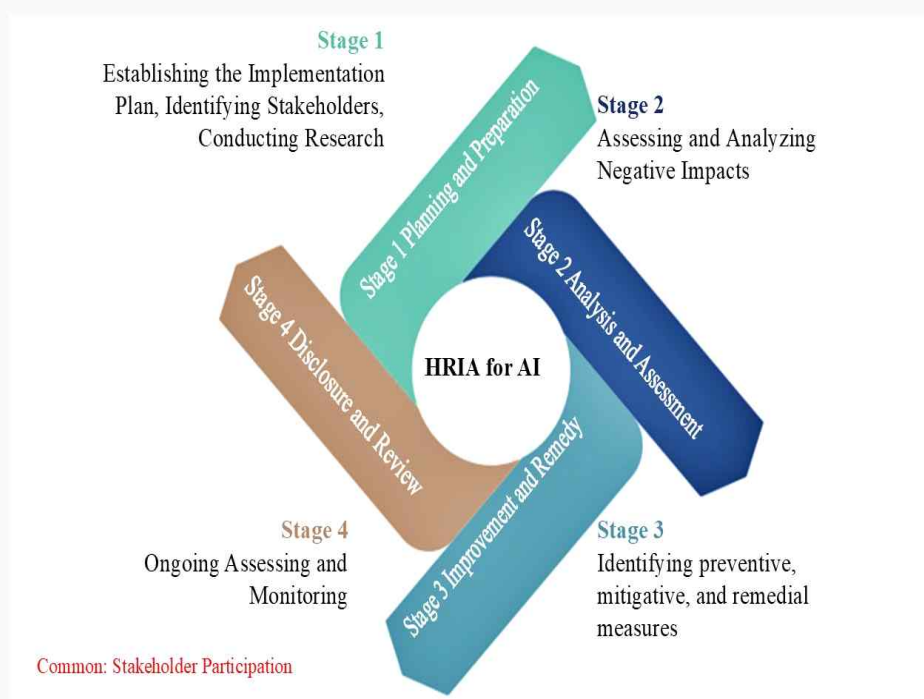 Stage 1
Establishing the Implementation
Plan, Identifying Stakeholders,
Conducting Research
Stage 1 Planning and Preparation
Stage 2
Assessing and Analyzing
Negative Impacts
Stage 2 Analysis and Assessment
HRIA for AI
Stage 4 Disclosure and Review
Stage 3 Improvement and Remedy
Stage 4
Ongoing Assessing and
Monitoring
Stage 3
Identifying preventive,
mitigative, and remedial
measures
Common: Stakeholder Participation